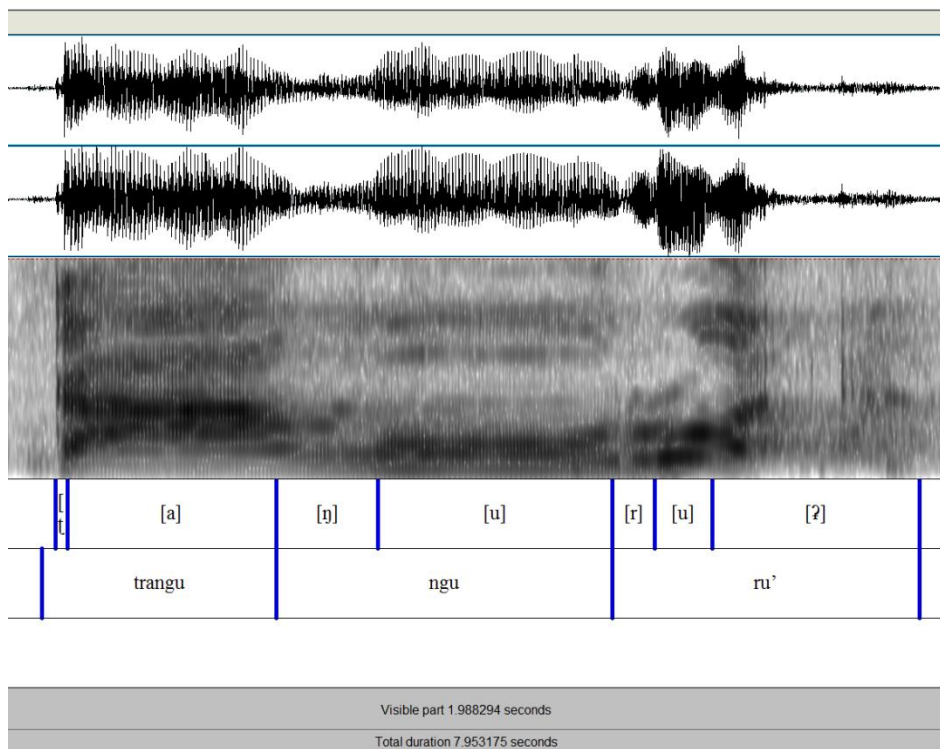 [ʈ [a] [ŋ] [u] [r] [u] [ʔ]
trangu ngu ru’
Visible part 1.988294 seconds
Total duration 7.953175 seconds